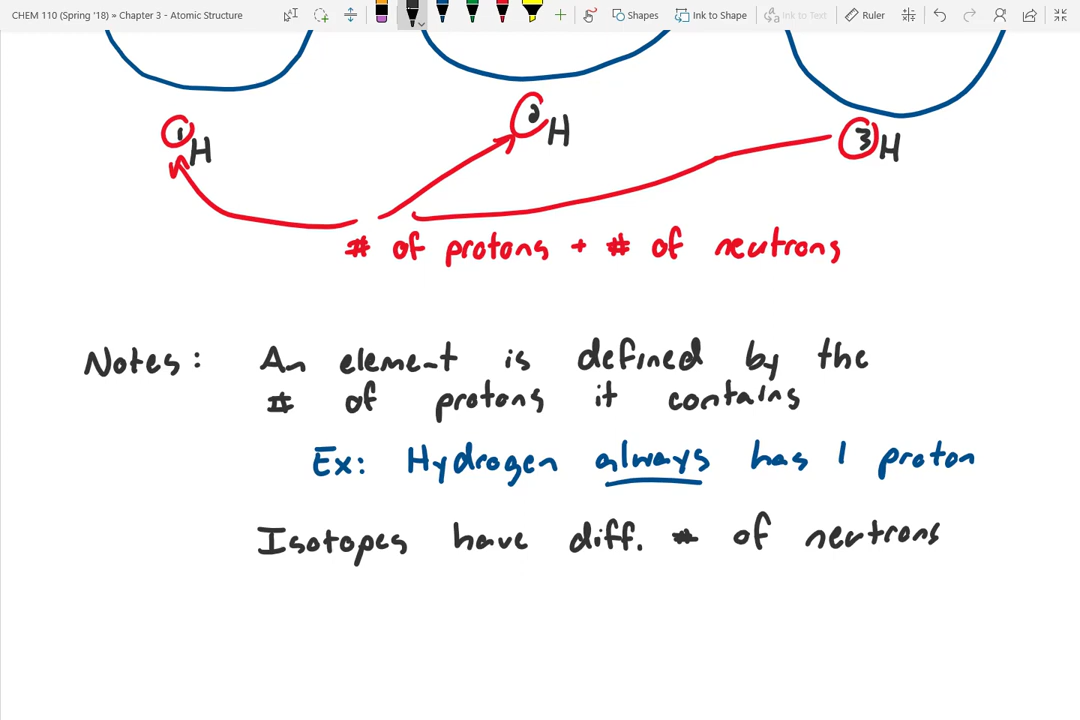 CHEM 110 (Spring '18) » Chapter 3 - Atomic Structure
Shapes
Ink to Shape
Ink to Text
Ruler
1H
2H
3H
# of protons + # of neutrons
Notes: An element is defined by the
# of protons it contains
Ex: Hydrogen always has 1 proton
Isotopes have diff. # of neutrons